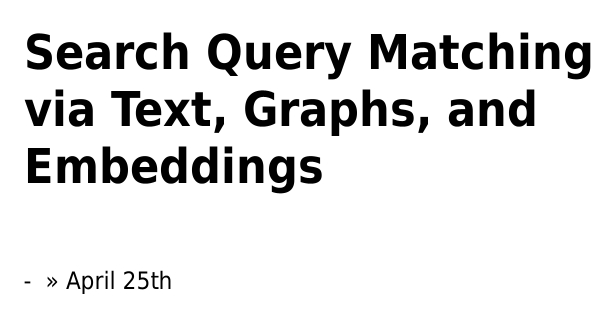 Search Query Matching
via Text, Graphs, and
Embeddings
- » April 25th